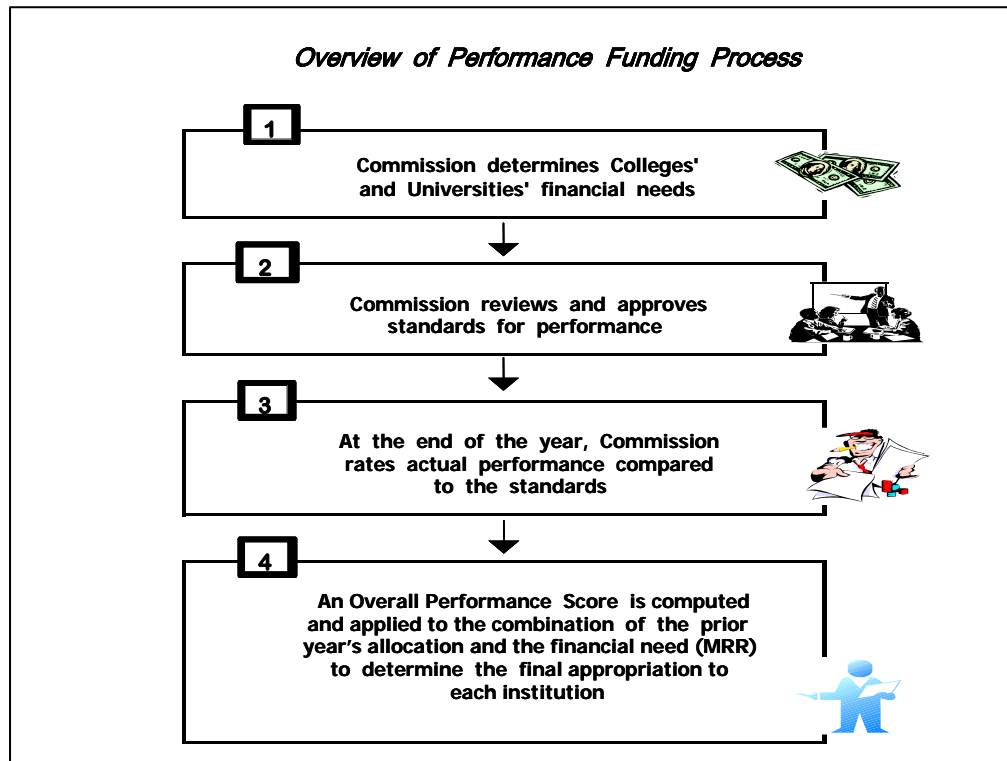 Overview of Performance Funding Process
1
Commission determines Colleges'
and Universities' financial needs
2
Commission reviews and approves
standards for performance
3
At the end of the year, Commission
rates actual performance compared
to the standards
4
An Overall Performance Score is computed
and applied to the combination of the prior
year's allocation and the financial need (MRR)
to determine the final appropriation to
each institution